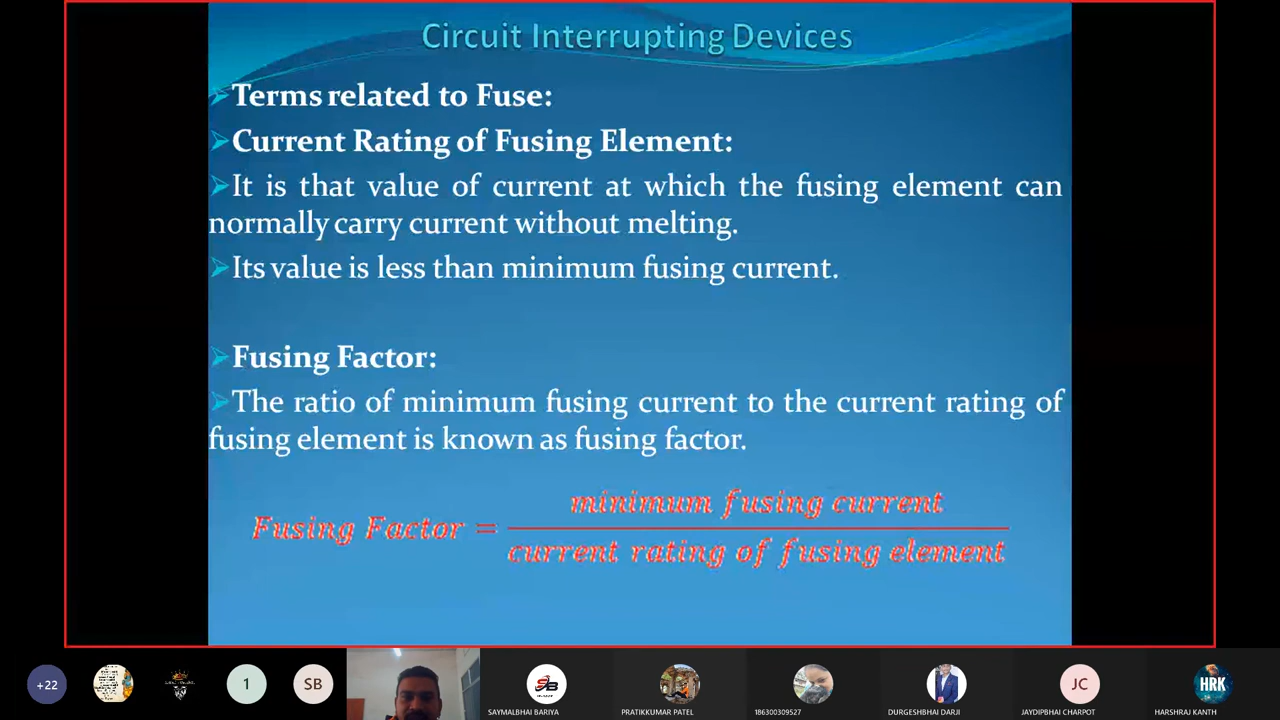 Circuit Interrupting Devices
Terms related to Fuse:
Current Rating of Fusing Element:
It is that value of current at which the fusing element can
normally carry current without melting.
Its value is less than minimum fusing current.
Fusing Factor:
The ratio of minimum fusing current to the current rating of
fusing element is known as fusing factor.
Fusing Factor = minimum fusing current / current rating of fusing element
+22
1
SB
SB
SAYMALBHAI BARIYA
PRATIKKUMAR PATEL
186300309527
DURGESHBHAI DARJI
JC
JAYDIPBHAI CHARPOT
HRK
HARSHRAJ KANTH